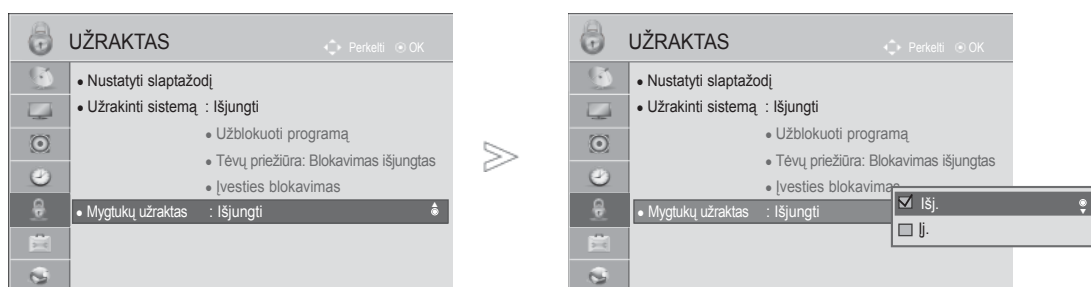 UŽRAKTAS
Perkelti OK
• Nustatyti slaptažodį
• Užrakinti sistemą : Išjungti
• Užblokuoti programą
• Tėvų priežiūra: Blokavimas išjungtas
• Įvesties blokavimas
• Mygtukų užraktas : Išjungti
UŽRAKTAS
Perkelti OK
• Nustatyti slaptažodį
• Užrakinti sistemą : Išjungti
• Užblokuoti programą
• Tėvų priežiūra: Blokavimas išjungtas
• Įvesties blokavimas
• Mygtukų užraktas : Išjungti
Išj.
Įj.